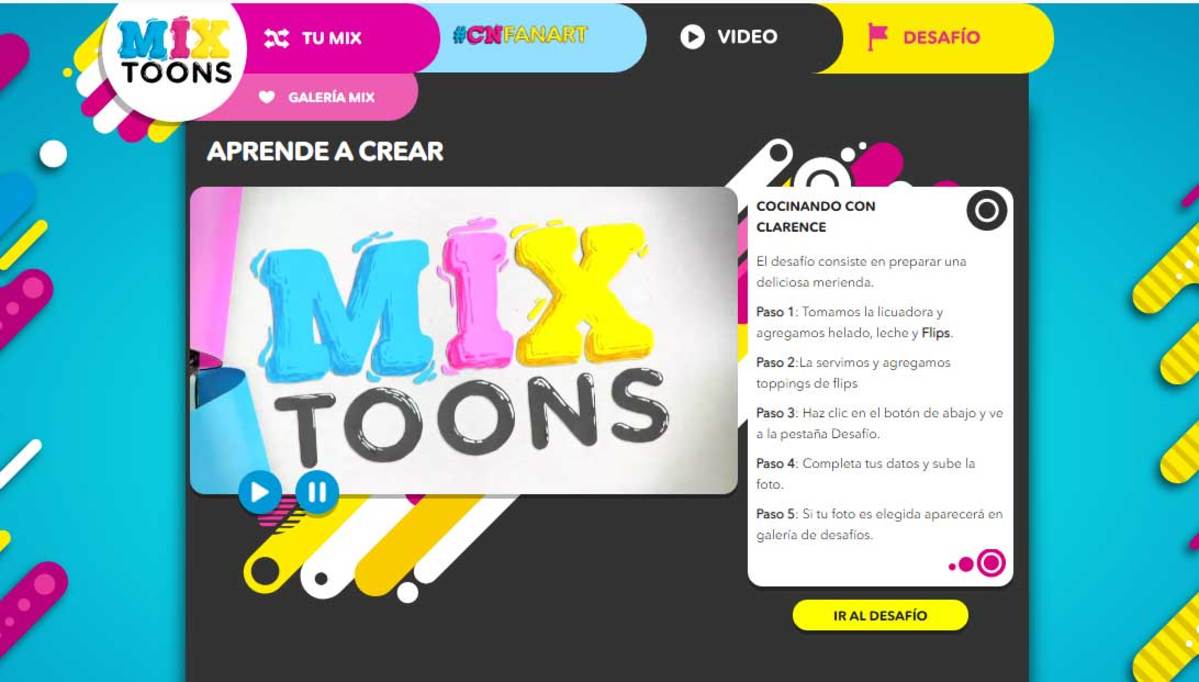 MIX
TOONS
TU MIX
#CNFANART
VIDEO
DESAFÍO
GALERÍA MIX
APRENDE A CREAR
MIX
TOONS
COCINANDO CON
CLARENCE
El desafío consiste en preparar una
deliciosa merienda.
Paso 1: Tomamos la licuadora y
agregamos helado, leche y Flips.
Paso 2:La servimos y agregamos
toppings de flips
Paso 3: Haz clic en el botón de abajo y ve
a la pestaña Desafío.
Paso 4: Completa tus datos y sube la
foto.
Paso 5: Si tu foto es elegida aparecerá en
galería de desafíos.
IR AL DESAFÍO